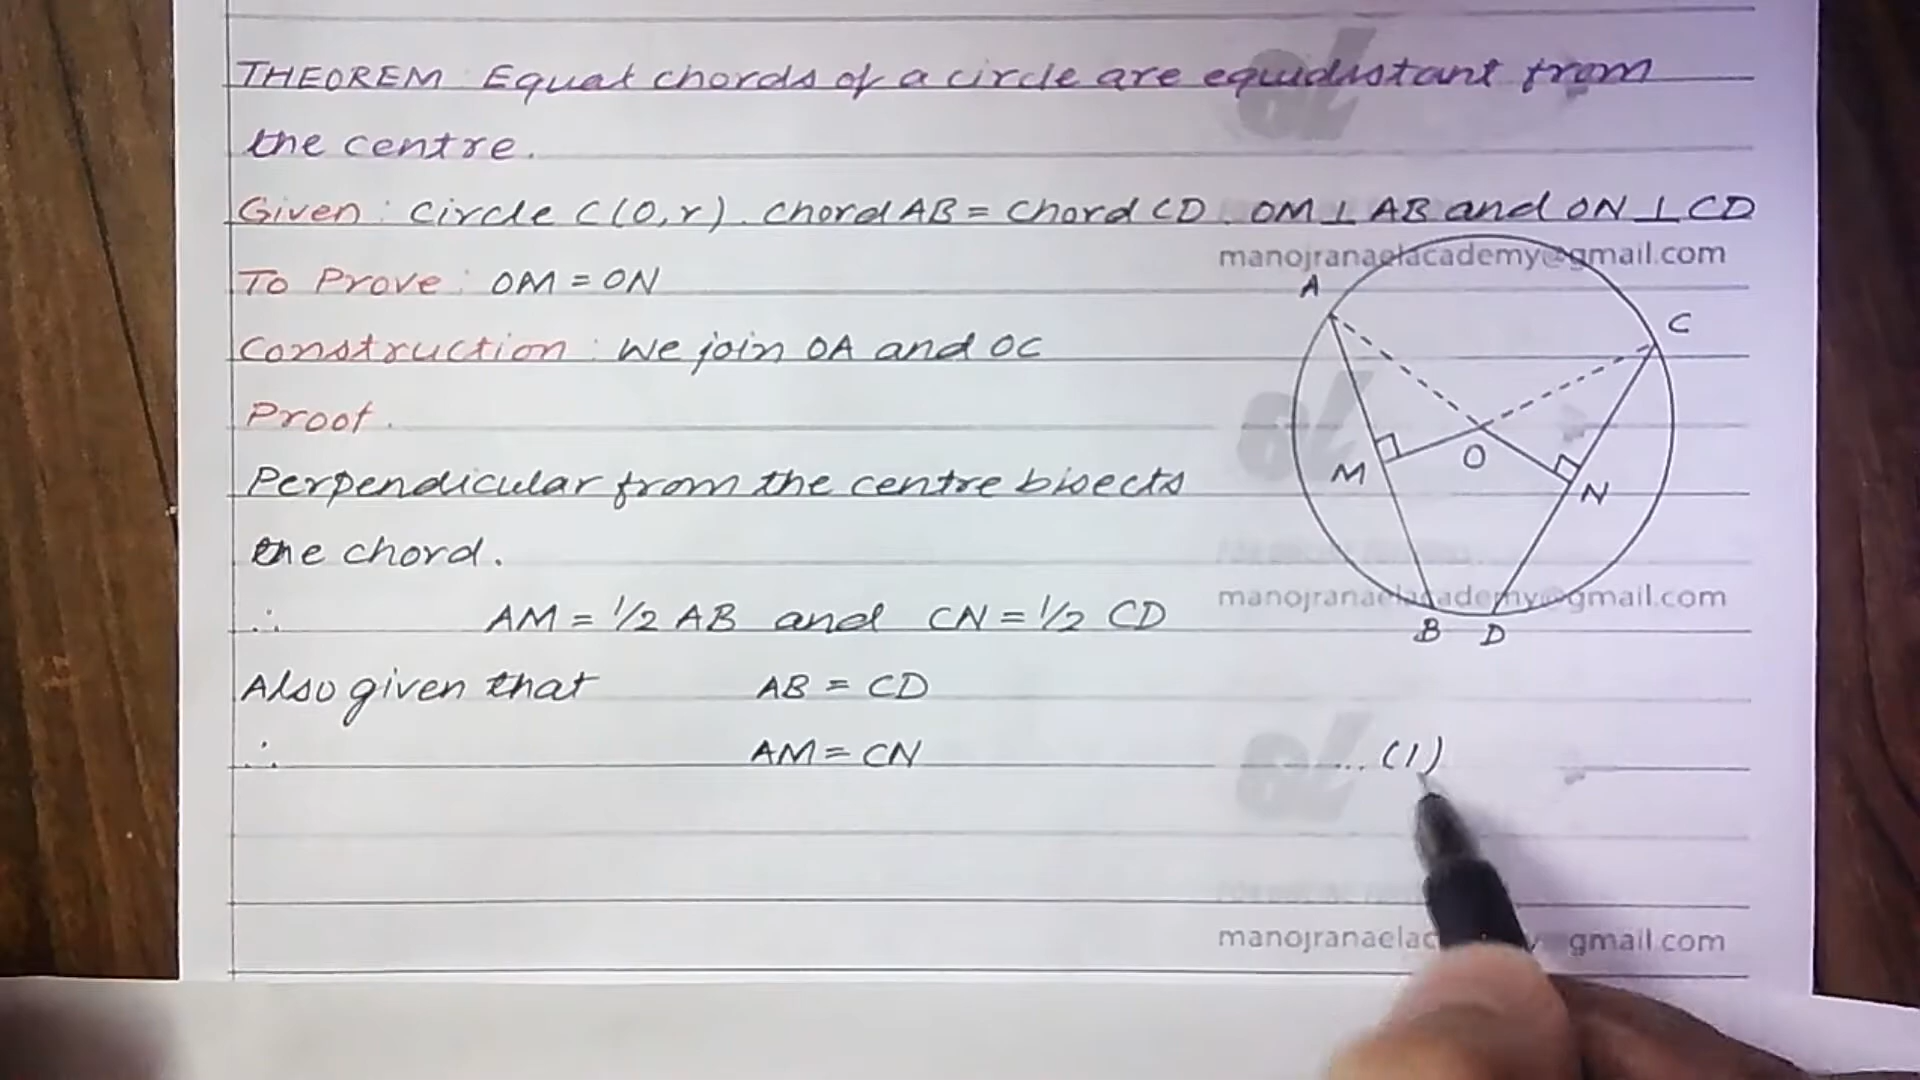 THEOREM: Equal chords of a circle are equidistant from
the centre.
Given: Circle C(O,r). Chord AB = Chord CD. OM ⊥ AB and ON ⊥ CD
manojranaelacademy@gmail.com
To Prove: OM = ON
A
C
Construction: We join OA and OC
Proof.
M
O
N
Perpendicular from the centre bisects
the chord.
manojranaelacademy@gmail.com
∴ AM = 1/2 AB and CN = 1/2 CD
B D
Also given that AB = CD
∴ AM = CN ... (1)
manojranaelac gmail.com